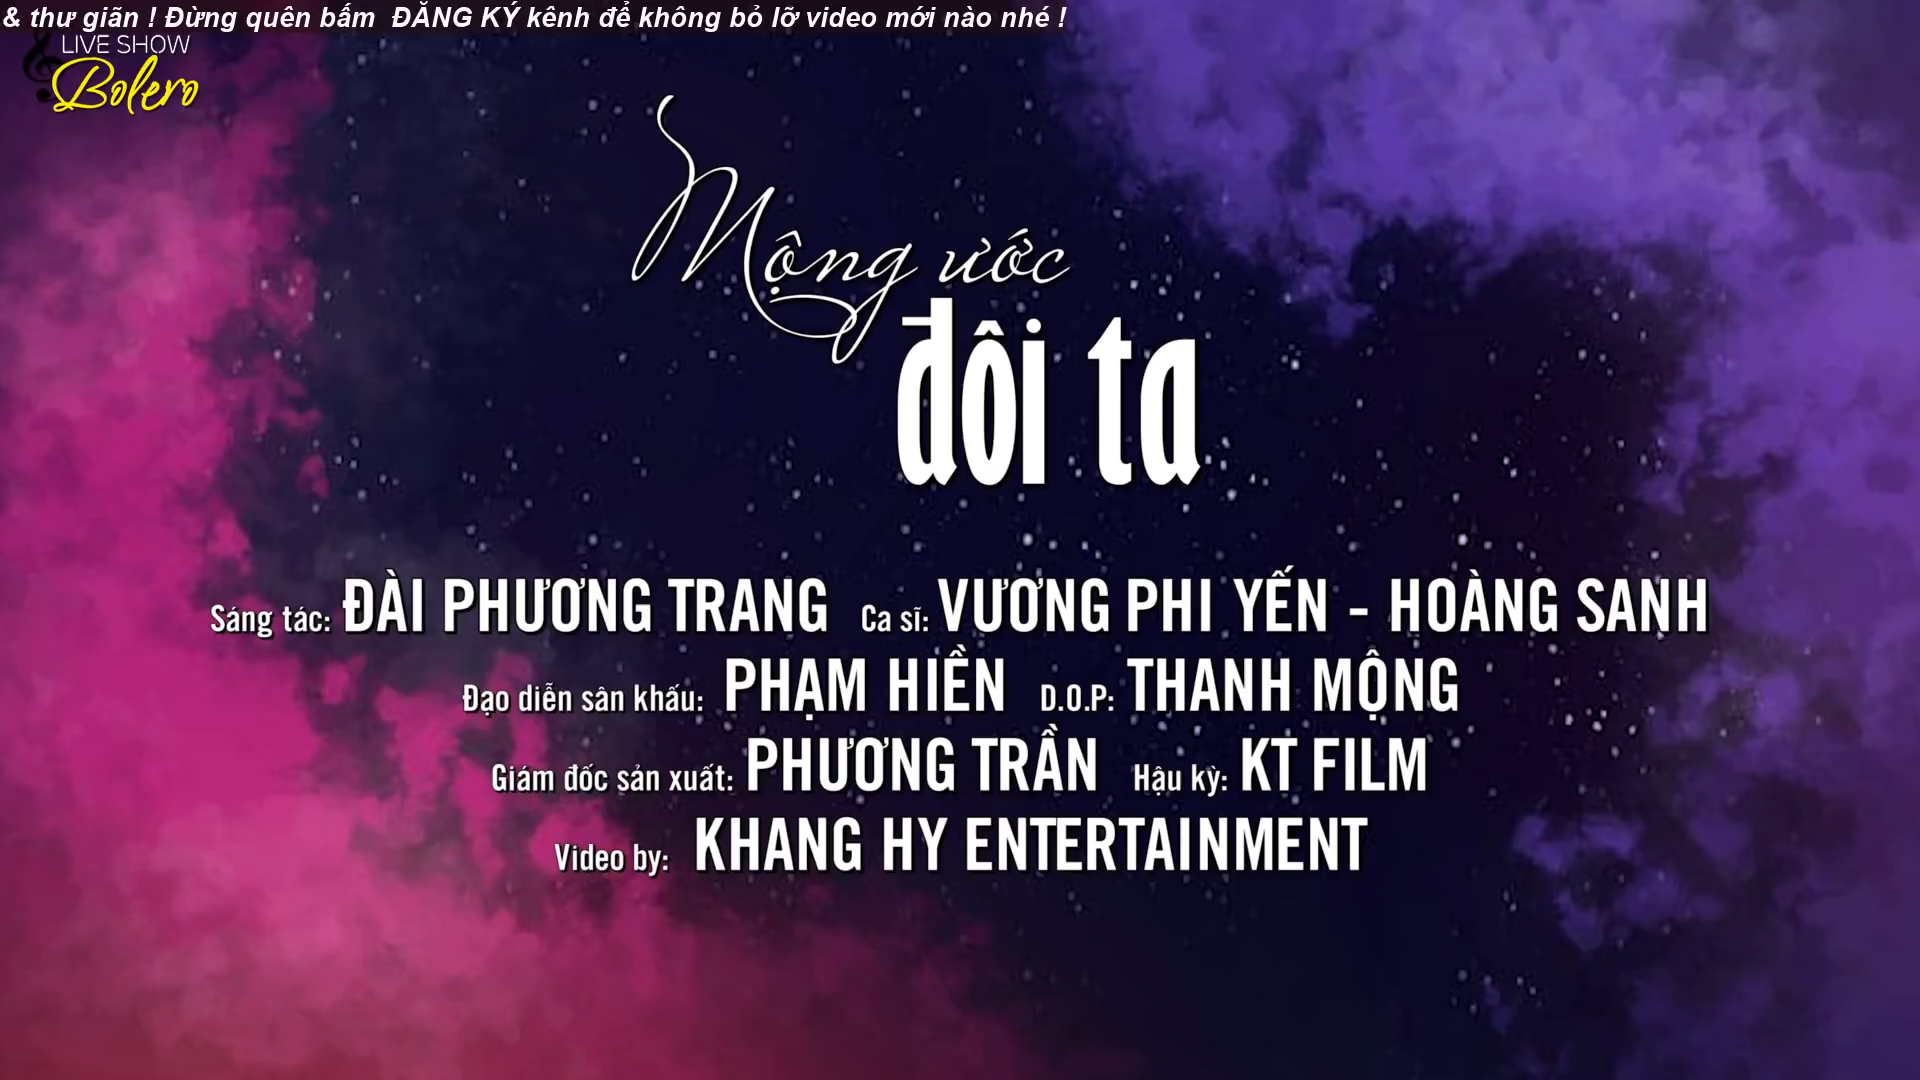 & thư giãn ! Đừng quên bấm ĐĂNG KÝ kênh để không bỏ lỡ video mới nào nhé !
LIVE SHOW
Bolero
Mộng ước
đôi ta
Sáng tác: ĐÀI PHƯƠNG TRANG Ca sĩ: VƯƠNG PHI YẾN - HOÀNG SANH
Đạo diễn sân khấu: PHẠM HIỀN D.O.P: THANH MỘNG
Giám đốc sản xuất: PHƯƠNG TRẦN Hậu kỳ: KT FILM
Video by: KHANG HY ENTERTAINMENT